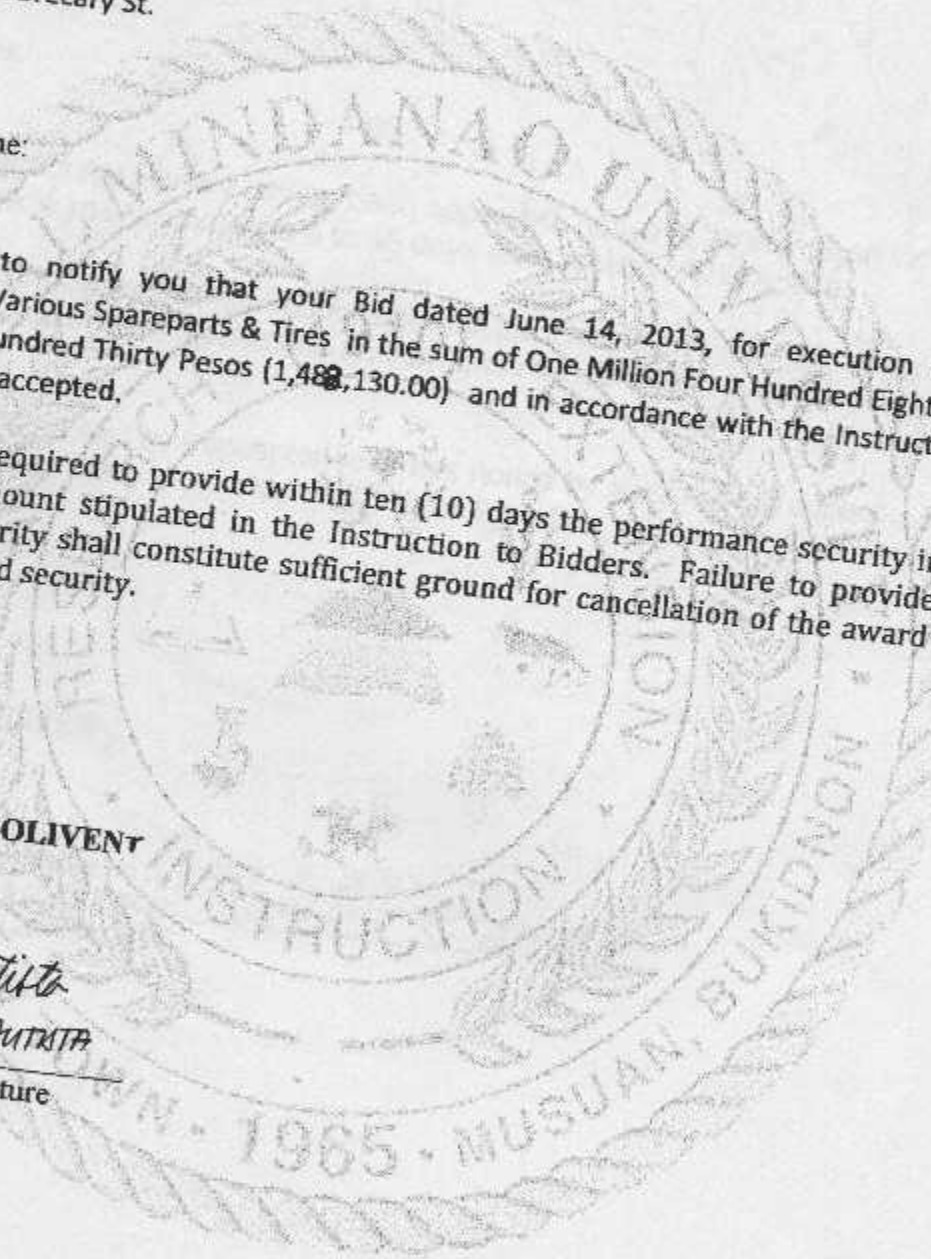 St.
to notify you that your Bid dated June 14, 2013, for execution
Various Spareparts & Tires in the sum of One Million Four Hundred Eight
undred Thirty Pesos (1,48 ,130.00) and in accordance with the Instruct
accepted.
equired to provide within ten (10) days the performance security in
ount stipulated in the Instruction to Bidders. Failure to provide
rity shall constitute sufficient ground for cancellation of the award
d security.
OLIVENT
ture
MINDANAO UNIV
EXTENSION
INSTRUCTION
OWN · 1965 · MUSUAN, BUKIDNON